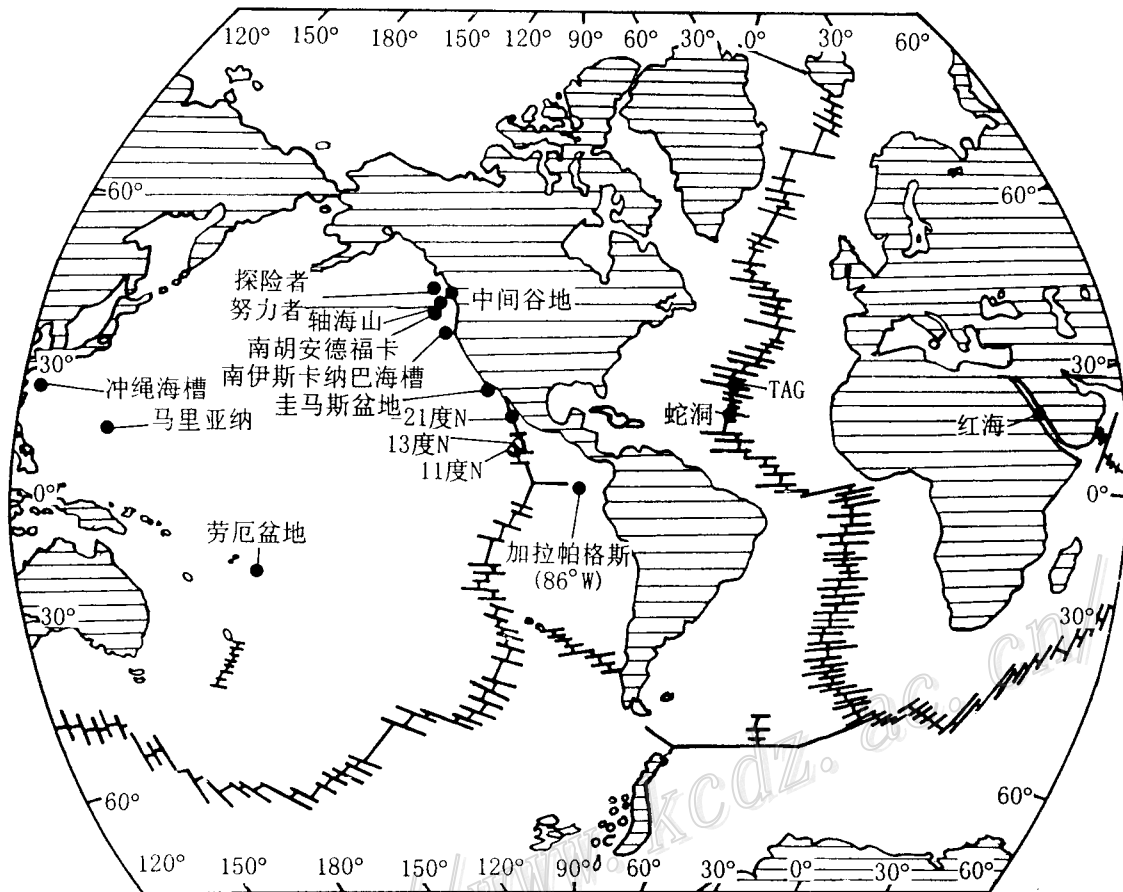 120° 150° 180° 150° 120° 90° 60° 30° 0° 30° 60°
60° 60°
探险者
努力者 中间谷地
轴海山
南胡安德福卡
南伊斯卡纳巴海槽
30° 30°
冲绳海槽 圭马斯盆地 TAG
马里亚纳 21度N 蛇洞 红海
13度N
11度N
0° 0°
劳厄盆地 加拉帕格斯
(86°W)
30° 30°
60° 60°
120° 150° 180° 150° 120° 90° 60° 30° 0° 30° 60°
www.kcdz.ac.cn/